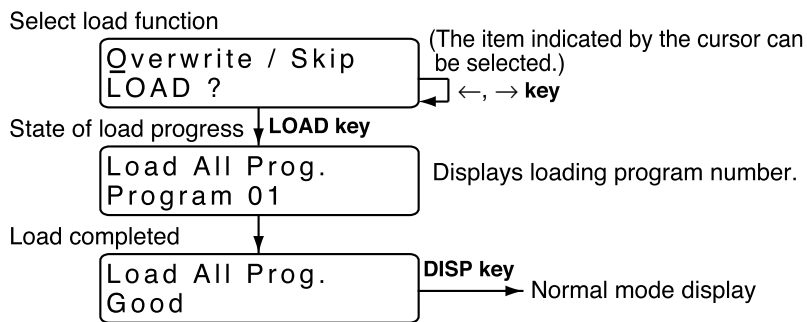 Select load function
Overwrite / Skip
LOAD ?
(The item indicated by the cursor can
be selected.)
←, → key
State of load progress
LOAD key
Load All Prog.
Program 01
Displays loading program number.
Load completed
Load All Prog.
Good
DISP key
Normal mode display